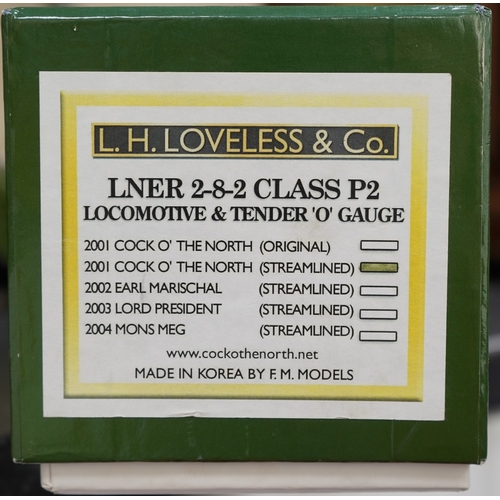 L. H. LOVELESS & Co.
LNER 2-8-2 CLASS P2
LOCOMOTIVE & TENDER 'O' GAUGE
2001 COCK O' THE NORTH (ORIGINAL)
2001 COCK O' THE NORTH (STREAMLINED)
2002 EARL MARISCHAL (STREAMLINED)
2003 LORD PRESIDENT (STREAMLINED)
2004 MONS MEG (STREAMLINED)
www.cockothenorth.net
MADE IN KOREA BY F. M. MODELS